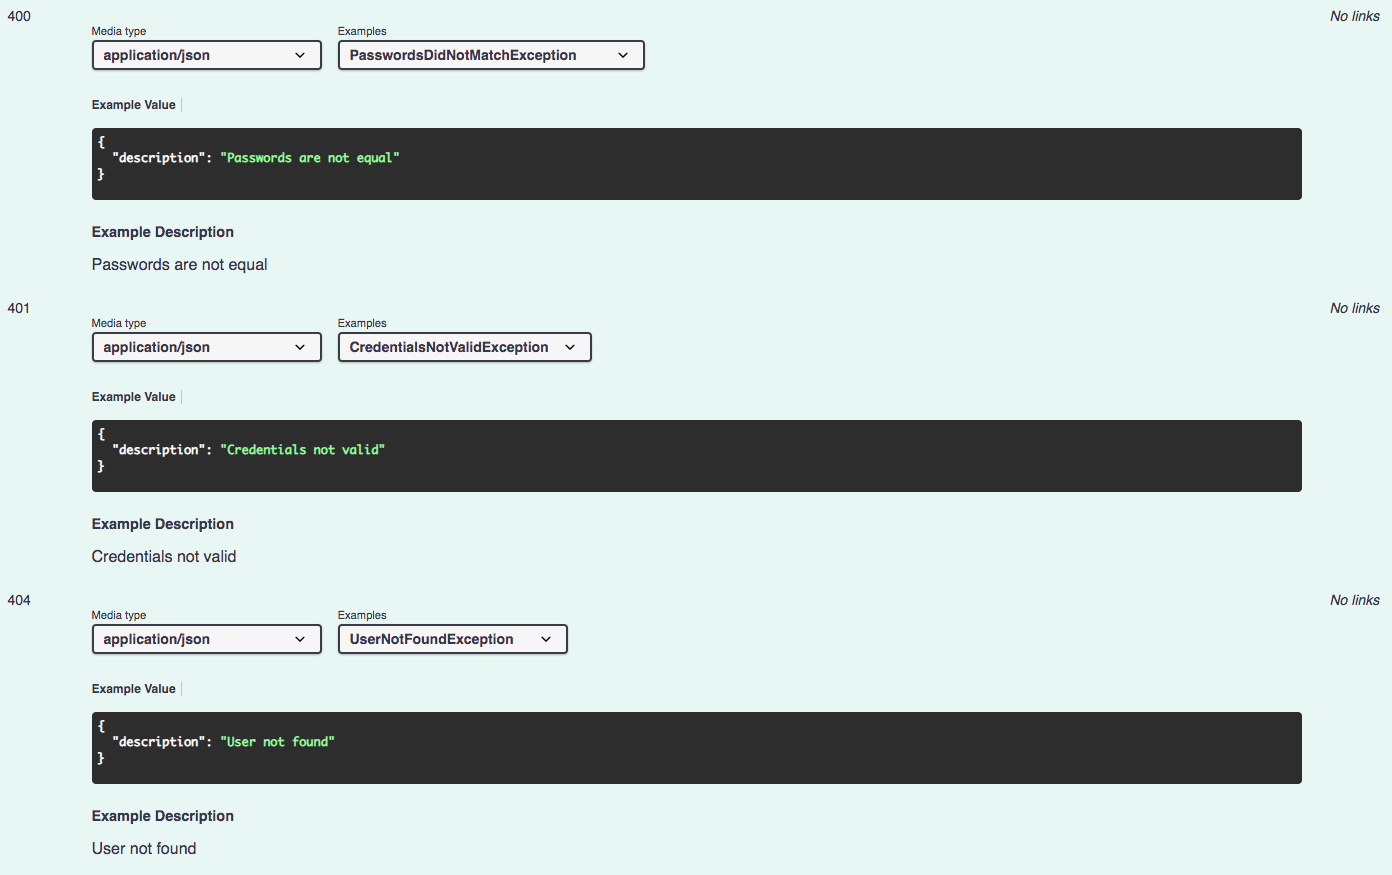 400 No links
Media type Examples
application/json PasswordsDidNotMatchException
Example Value
{
"description": "Passwords are not equal"
}
Example Description
Passwords are not equal
401 No links
Media type Examples
application/json CredentialsNotValidException
Example Value
{
"description": "Credentials not valid"
}
Example Description
Credentials not valid
404 No links
Media type Examples
application/json UserNotFoundException
Example Value
{
"description": "User not found"
}
Example Description
User not found